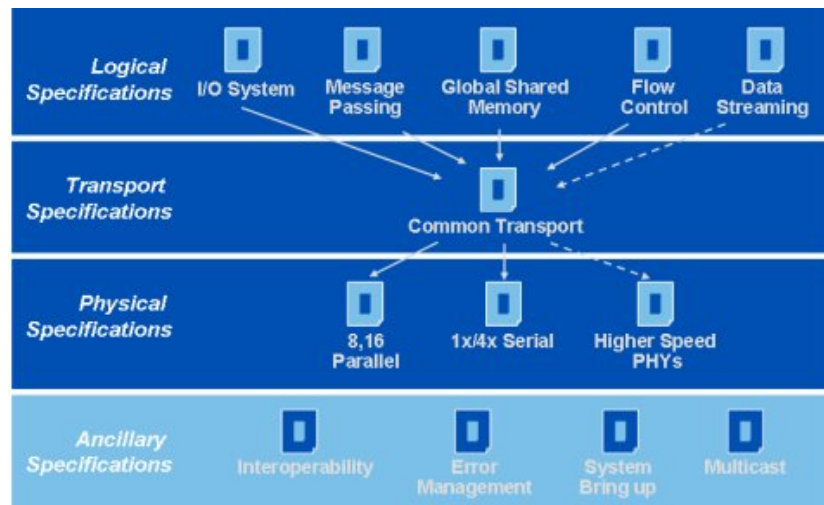 Logical
Specifications
I/O System
Message
Passing
Global Shared
Memory
Flow
Control
Data
Streaming
Transport
Specifications
Common Transport
Physical
Specifications
8,16
Parallel
1x/4x Serial
Higher Speed
PHYs
Ancillary
Specifications
Interoperability
Error
Management
System
Bring up
Multicast